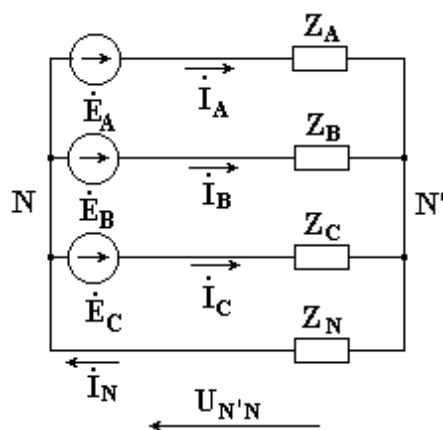 Z_A
Ė_A
İ_A
Z_B
N
Ė_B
İ_B
N'
Z_C
Ė_C
İ_C
Z_N
İ_N
U_N'N